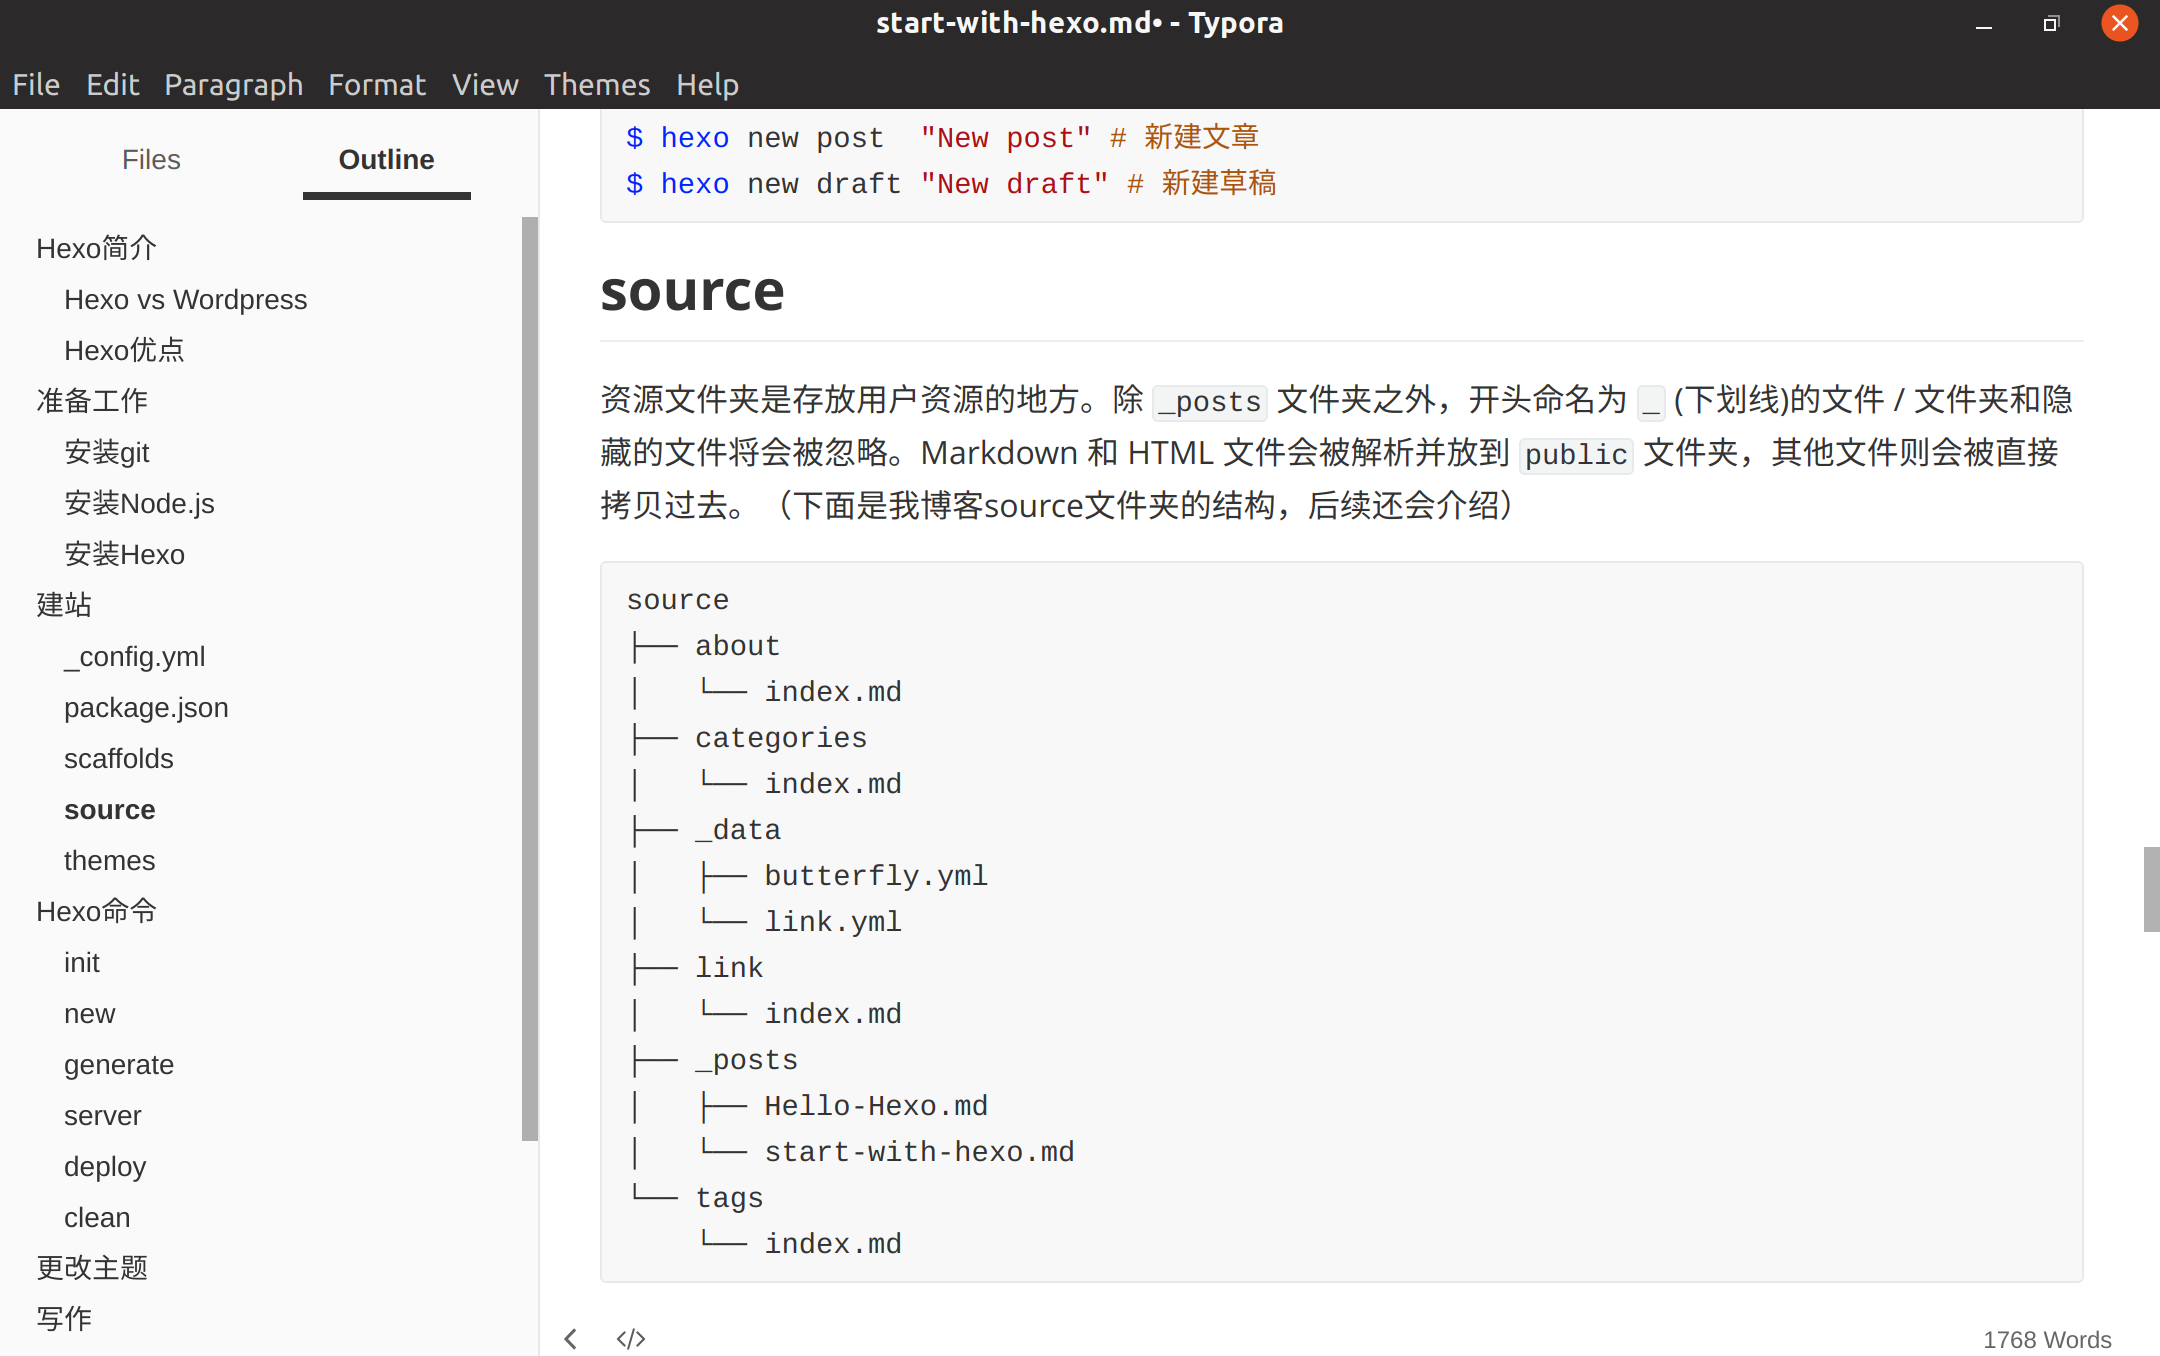 start-with-hexo.md• - Typora
File Edit Paragraph Format View Themes Help
Files Outline
Hexo简介
Hexo vs Wordpress
Hexo优点
准备工作
安装git
安装Node.js
安装Hexo
建站
_config.yml
package.json
scaffolds
source
themes
Hexo命令
init
new
generate
server
deploy
clean
更改主题
写作
$ hexo new post  "New post" # 新建文章
$ hexo new draft "New draft" # 新建草稿
source
资源文件夹是存放用户资源的地方。除 _posts 文件夹之外，开头命名为 _ (下划线)的文件 / 文件夹和隐
藏的文件将会被忽略。Markdown 和 HTML 文件会被解析并放到 public 文件夹，其他文件则会被直接
拷贝过去。（下面是我博客source文件夹的结构，后续还会介绍）
source
├── about
│   └── index.md
├── categories
│   └── index.md
├── _data
│   ├── butterfly.yml
│   └── link.yml
├── link
│   └── index.md
├── _posts
│   ├── Hello-Hexo.md
│   └── start-with-hexo.md
└── tags
    └── index.md
1768 Words